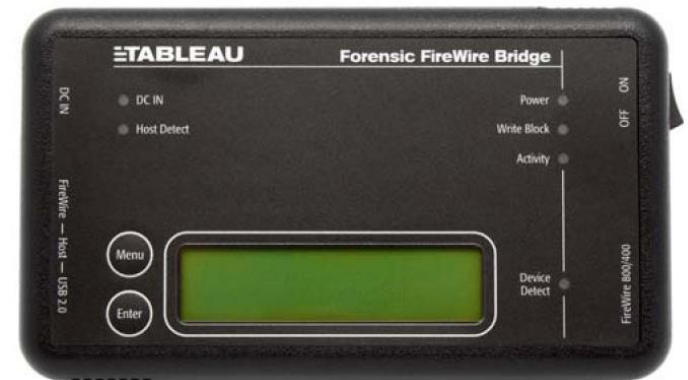 TABLEAU
Forensic FireWire Bridge
DC IN
DC IN
Host Detect
Power
Write Block
Activity
ON
OFF
FireWire — Host — USB 2.0
Menu
Enter
Device
Detect
FireWire 800/400